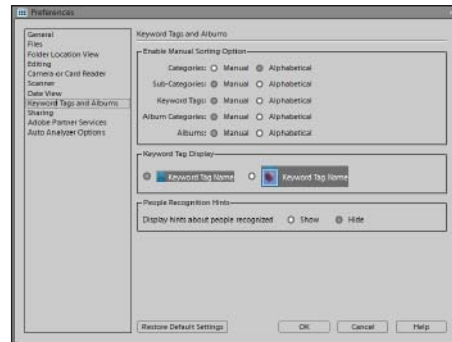 Preferences
General
Files
Folder Location View
Editing
Camera or Card Reader
Scanner
Date View
Keyword Tags and Albums
Sharing
Adobe Partner Services
Auto Analyzer Options
Keyword Tags and Albums
Enable Manual Sorting Option
Categories: Manual Alphabetical
Sub-Categories: Manual Alphabetical
Keyword Tags: Manual Alphabetical
Album Categories: Manual Alphabetical
Albums: Manual Alphabetical
Keyword Tag Display
Keyword Tag Name Keyword Tag Name
People Recognition Hints
Display hints about people recognized Show Hide
Restore Default Settings OK Cancel Help